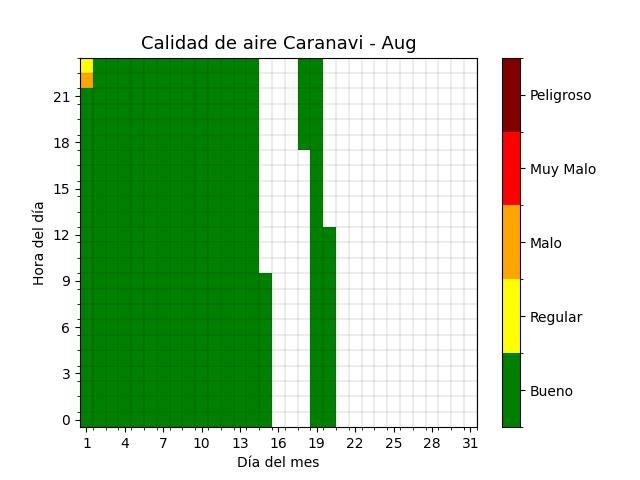 Calidad de aire Caranavi - Aug
Hora del día
21
18
15
12
9
6
3
0
1 4 7 10 13 16 19 22 25 28 31
Día del mes
Peligroso
Muy Malo
Malo
Regular
Bueno